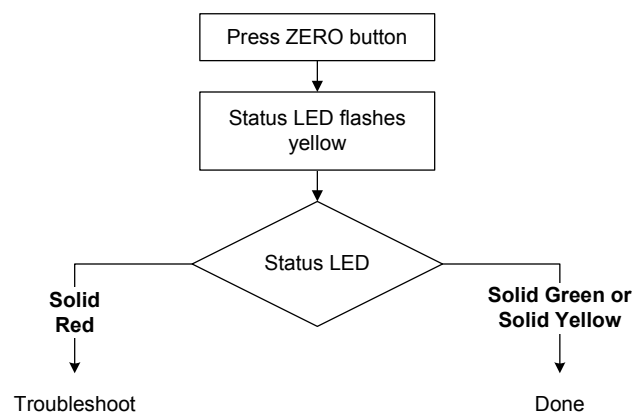 Press ZERO button
Status LED flashes
yellow
Status LED
Solid
Red
Solid Green or
Solid Yellow
Troubleshoot
Done